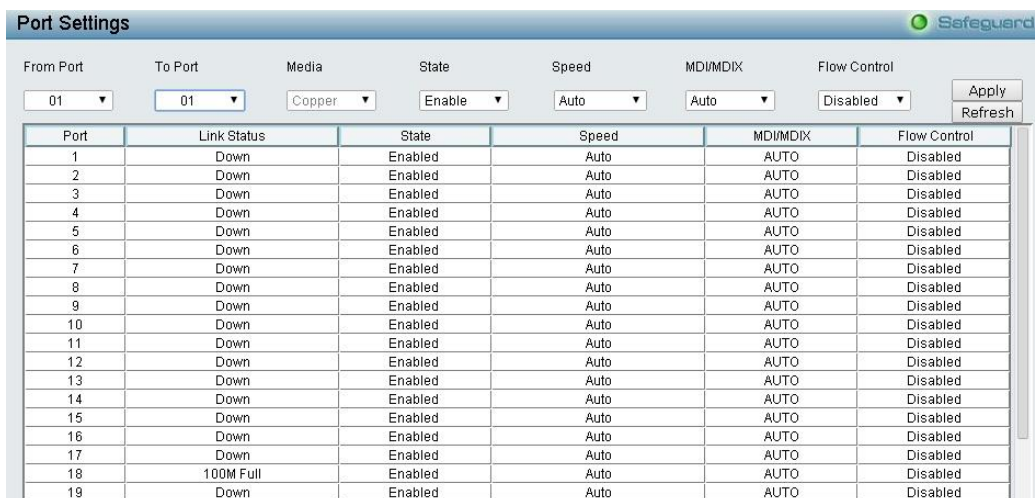 Port Settings Safeguard
From Port To Port Media State Speed MDI/MDIX Flow Control
01 01 Copper Enable Auto Auto Disabled Apply
Refresh
Port Link Status State Speed MDI/MDIX Flow Control
1 Down Enabled Auto AUTO Disabled
2 Down Enabled Auto AUTO Disabled
3 Down Enabled Auto AUTO Disabled
4 Down Enabled Auto AUTO Disabled
5 Down Enabled Auto AUTO Disabled
6 Down Enabled Auto AUTO Disabled
7 Down Enabled Auto AUTO Disabled
8 Down Enabled Auto AUTO Disabled
9 Down Enabled Auto AUTO Disabled
10 Down Enabled Auto AUTO Disabled
11 Down Enabled Auto AUTO Disabled
12 Down Enabled Auto AUTO Disabled
13 Down Enabled Auto AUTO Disabled
14 Down Enabled Auto AUTO Disabled
15 Down Enabled Auto AUTO Disabled
16 Down Enabled Auto AUTO Disabled
17 Down Enabled Auto AUTO Disabled
18 100M Full Enabled Auto AUTO Disabled
19 Down Enabled Auto AUTO Disabled